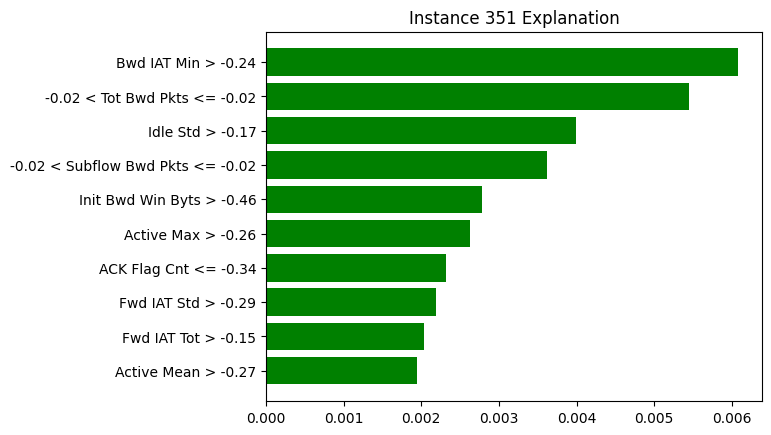 Instance 351 Explanation
Bwd IAT Min > -0.24
-0.02 < Tot Bwd Pkts <= -0.02
Idle Std > -0.17
-0.02 < Subflow Bwd Pkts <= -0.02
Init Bwd Win Byts > -0.46
Active Max > -0.26
ACK Flag Cnt <= -0.34
Fwd IAT Std > -0.29
Fwd IAT Tot > -0.15
Active Mean > -0.27
0.000 0.001 0.002 0.003 0.004 0.005 0.006